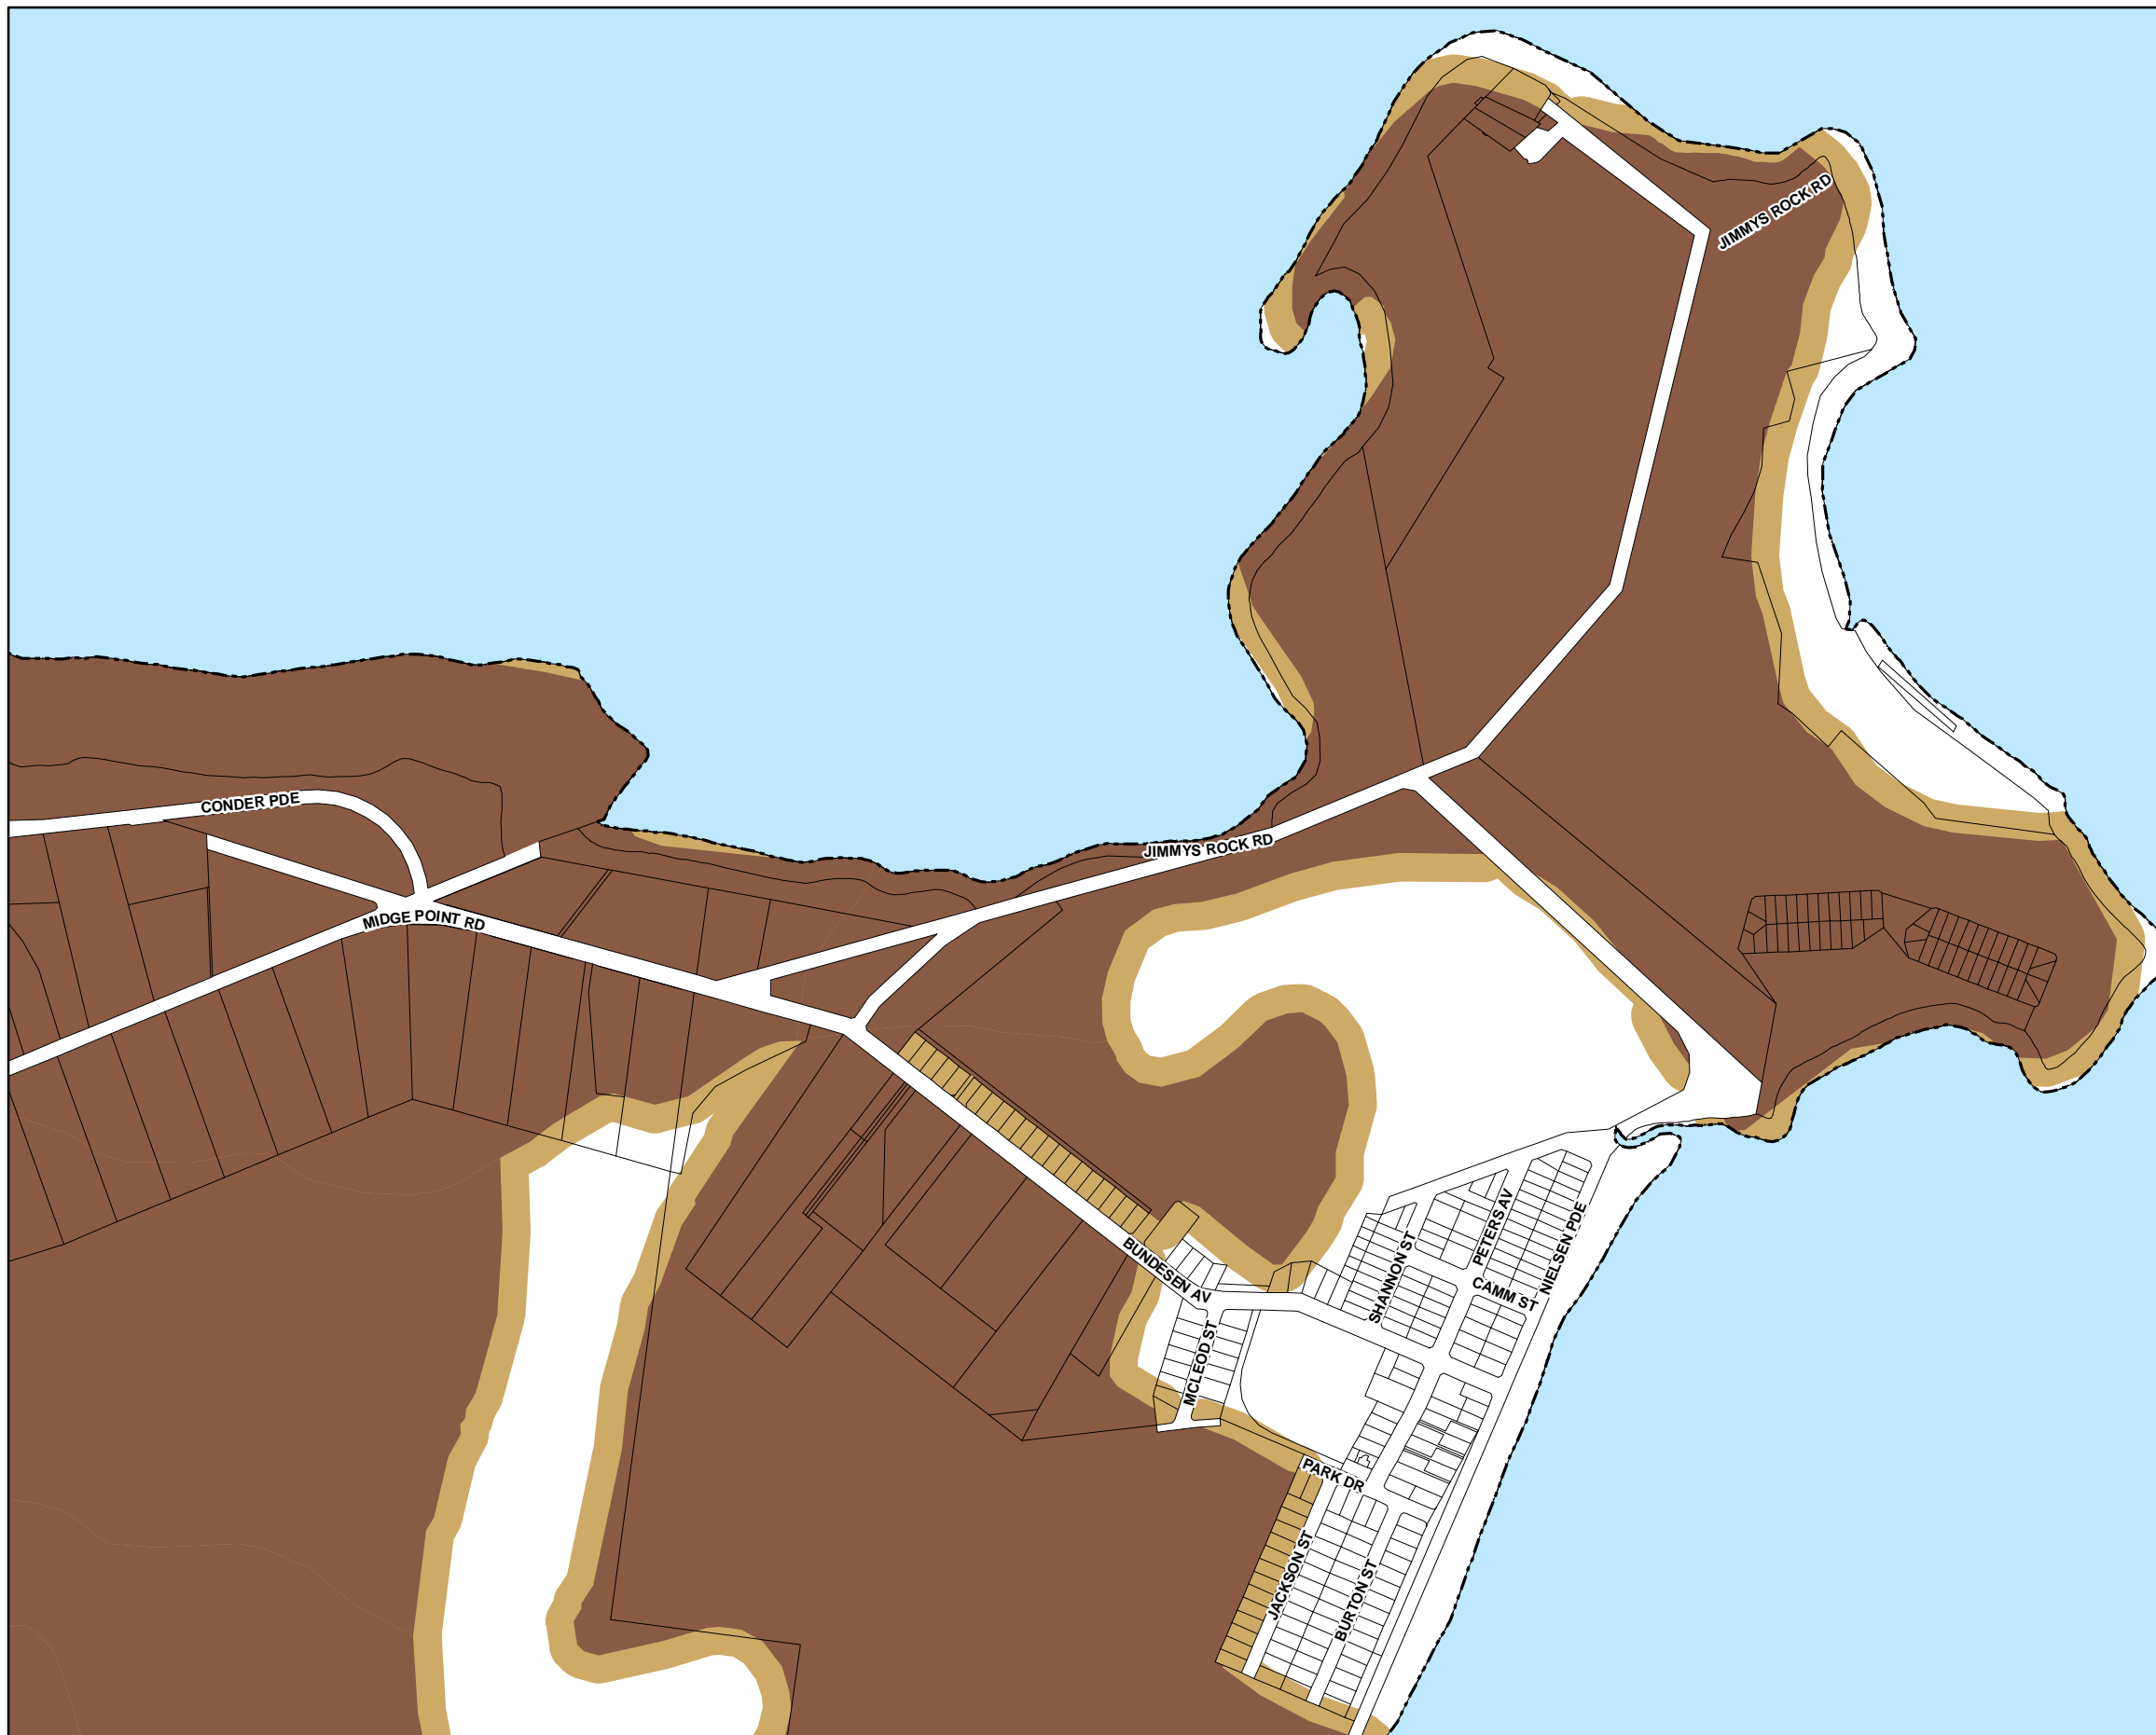 JIMMYS ROCK RD
CONDER PDE
JIMMYS ROCK RD
MIDGE POINT RD
PETERS AV
NIELSEN PDE
SHANNON ST
BUNDESEN AV
CAMM ST
MCLEOD ST
PARK DR
JACKSON ST
BURTON ST